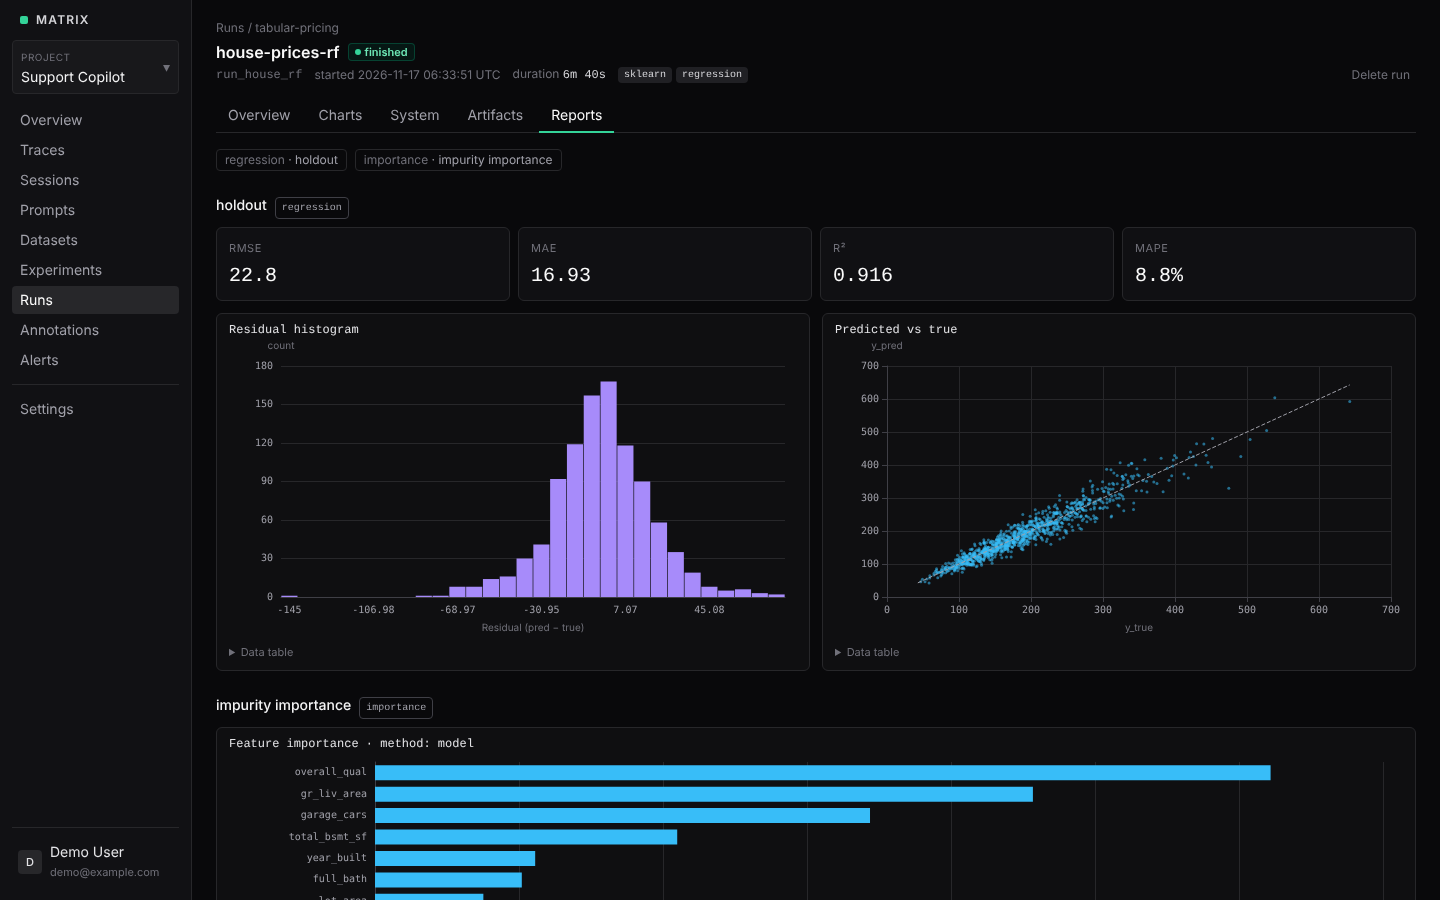 MATRIX
PROJECT
Support Copilot
Overview
Traces
Sessions
Prompts
Datasets
Experiments
Runs
Annotations
Alerts
Settings
D
Demo User
demo@example.com
Runs / tabular-pricing
house-prices-rf finished
run_house_rf started 2026-11-17 06:33:51 UTC duration 6m 40s sklearn regression
Delete run
Overview Charts System Artifacts Reports
regression · holdout importance · impurity importance
holdout regression
RMSE
22.8
MAE
16.93
R²
0.916
MAPE
8.8%
Residual histogram
count
180
150
120
90
60
30
0
-145 -106.98 -68.97 -30.95 7.07 45.08
Residual (pred − true)
Data table
Predicted vs true
y_pred
700
600
500
400
300
200
100
0
0 100 200 300 400 500 600 700
y_true
Data table
impurity importance importance
Feature importance · method: model
overall_qual
gr_liv_area
garage_cars
total_bsmt_sf
year_built
full_bath
lot_area